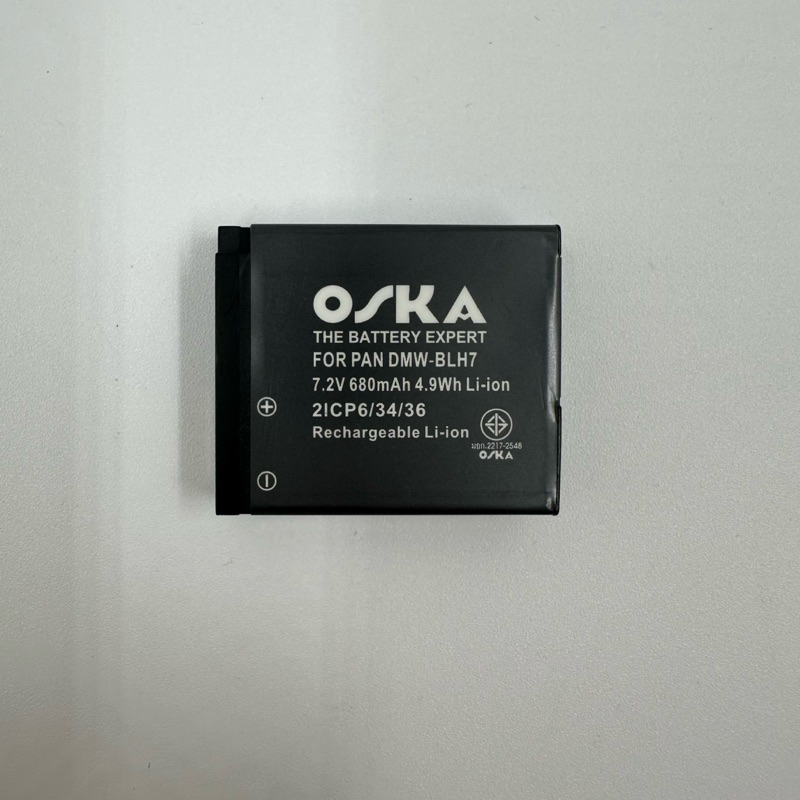 OSKA
THE BATTERY EXPERT
FOR PAN DMW-BLH7
7.2V 680mAh 4.9Wh Li-ion
2ICP6/34/36
Rechargeable Li-ion
มอก.2217-2548
OSKA